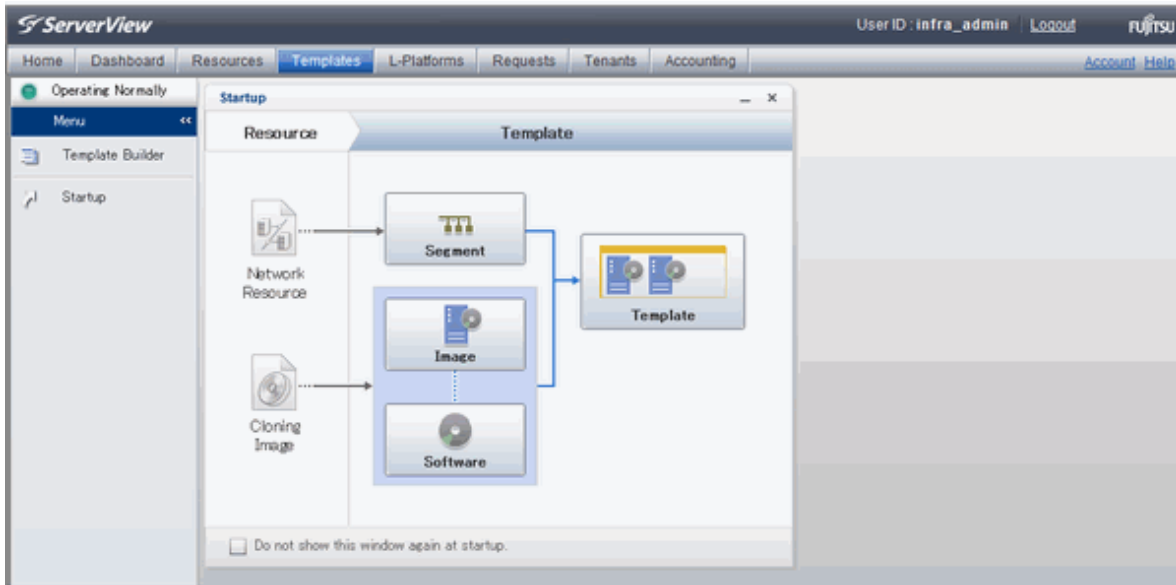 ServerView
User ID : infra_admin Logout FUJITSU
Home Dashboard Resources Templates L-Platforms Requests Tenants Accounting Account Help
Operating Normally
Menu
Template Builder
Startup
Startup
Resource Template
Segment
Network
Resource
Image
Template
Cloning
Image
Software
Do not show this window again at startup.